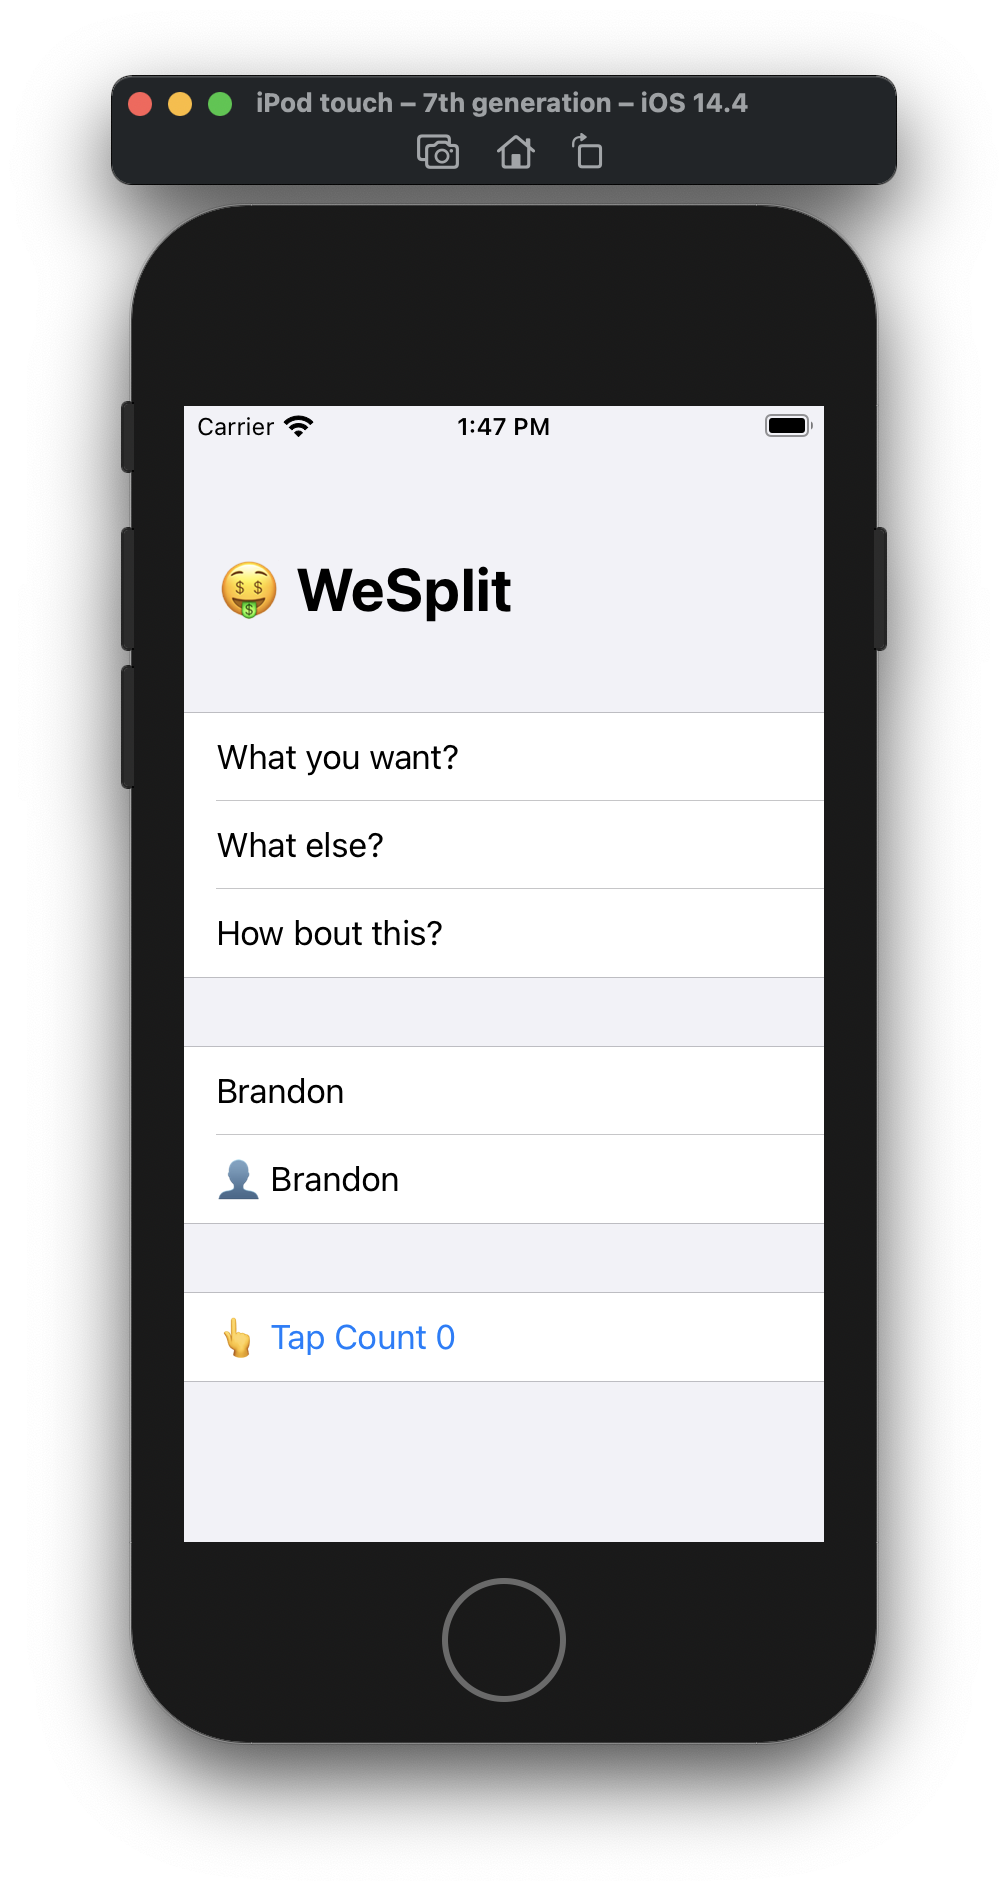 iPod touch – 7th generation – iOS 14.4
Carrier 1:47 PM
🤑 WeSplit
What you want?
What else?
How bout this?
Brandon
👤 Brandon
👆 Tap Count 0